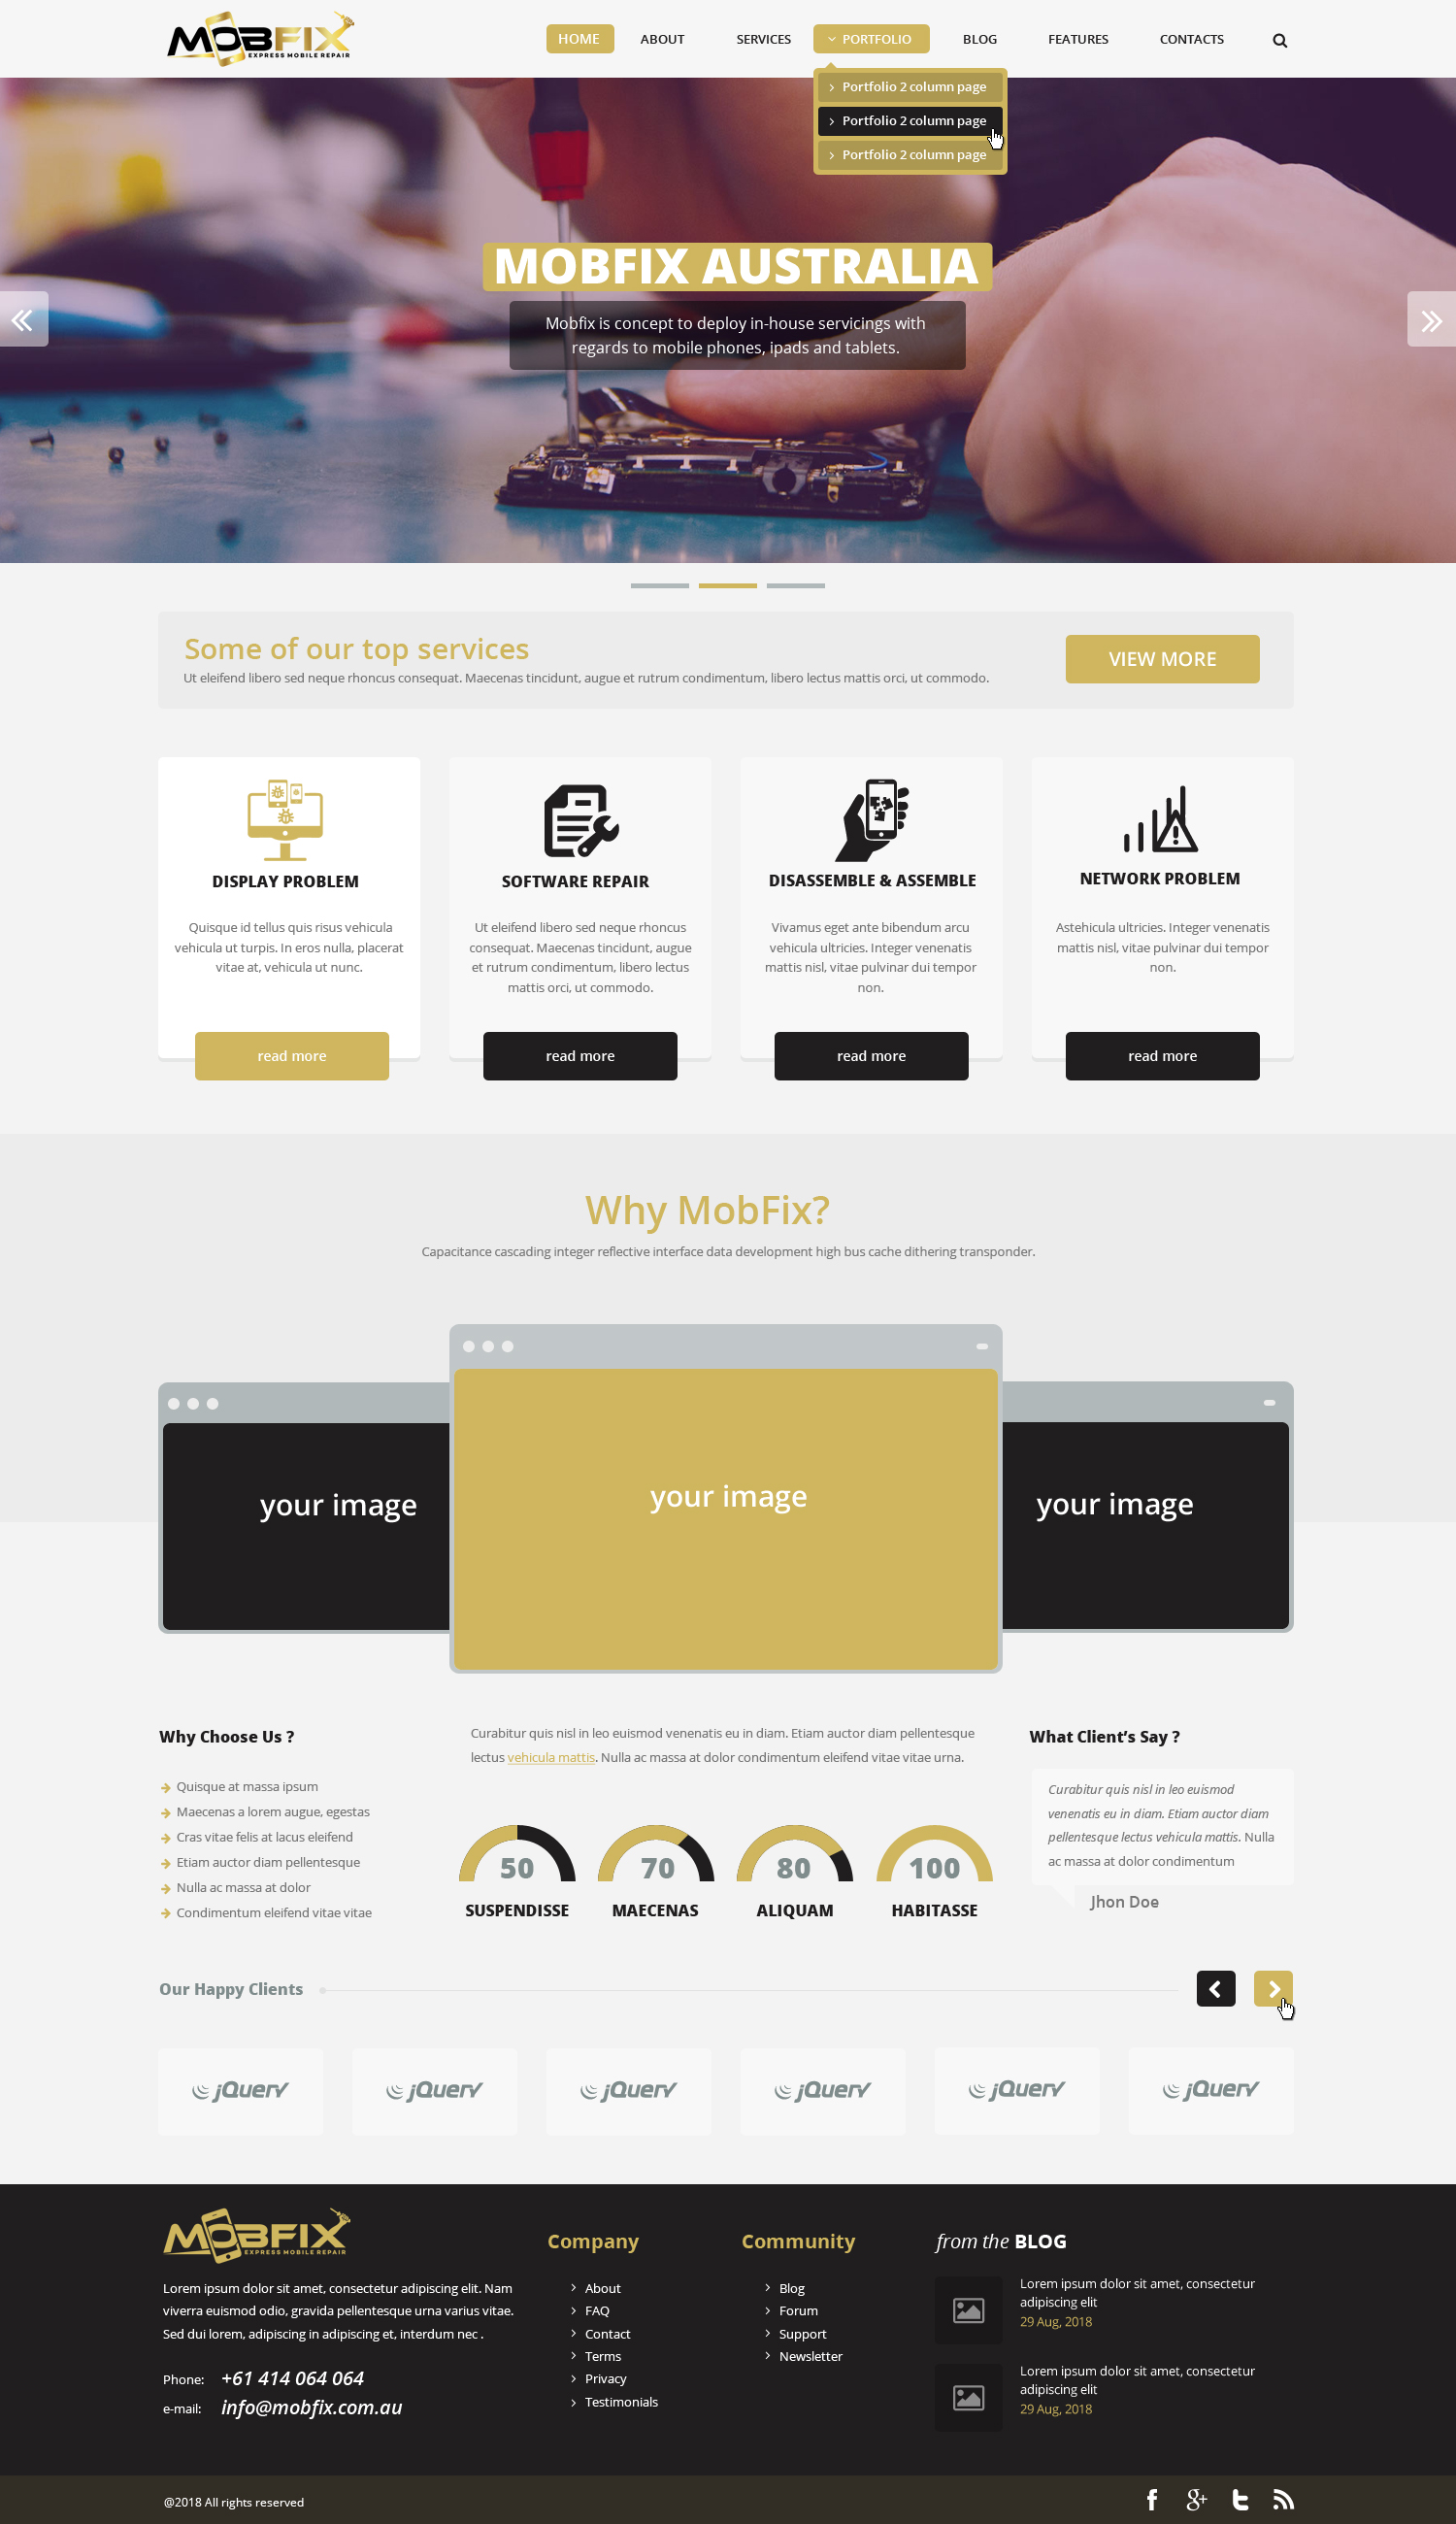 MOBFIX
EXPRESS MOBILE REPAIR
HOME
ABOUT
SERVICES
PORTFOLIO
BLOG
FEATURES
CONTACTS
Portfolio 2 column page
Portfolio 2 column page
Portfolio 2 column page
MOBFIX AUSTRALIA
Mobfix is concept to deploy in-house servicings with
regards to mobile phones, ipads and tablets.
Some of our top services
Ut eleifend libero sed neque rhoncus consequat. Maecenas tincidunt, augue et rutrum condimentum, libero lectus mattis orci, ut commodo.
VIEW MORE
DISPLAY PROBLEM
Quisque id tellus quis risus vehicula
vehicula ut turpis. In eros nulla, placerat
vitae at, vehicula ut nunc.
read more
SOFTWARE REPAIR
Ut eleifend libero sed neque rhoncus
consequat. Maecenas tincidunt, augue
et rutrum condimentum, libero lectus
mattis orci, ut commodo.
read more
DISASSEMBLE & ASSEMBLE
Vivamus eget ante bibendum arcu
vehicula ultricies. Integer venenatis
mattis nisl, vitae pulvinar dui tempor
non.
read more
NETWORK PROBLEM
Astehicula ultricies. Integer venenatis
mattis nisl, vitae pulvinar dui tempor
non.
read more
Why MobFix?
Capacitance cascading integer reflective interface data development high bus cache dithering transponder.
your image
your image
your image
Why Choose Us ?
Quisque at massa ipsum
Maecenas a lorem augue, egestas
Cras vitae felis at lacus eleifend
Etiam auctor diam pellentesque
Nulla ac massa at dolor
Condimentum eleifend vitae vitae
Curabitur quis nisl in leo euismod venenatis eu in diam. Etiam auctor diam pellentesque
lectus vehicula mattis. Nulla ac massa at dolor condimentum eleifend vitae vitae urna.
50
SUSPENDISSE
70
MAECENAS
80
ALIQUAM
100
HABITASSE
What Client's Say ?
Curabitur quis nisl in leo euismod
venenatis eu in diam. Etiam auctor diam
pellentesque lectus vehicula mattis. Nulla
ac massa at dolor condimentum
Jhon Doe
Our Happy Clients
jQuery
jQuery
jQuery
jQuery
jQuery
jQuery
MOBFIX
EXPRESS MOBILE REPAIR
Lorem ipsum dolor sit amet, consectetur adipiscing elit. Nam
viverra euismod odio, gravida pellentesque urna varius vitae.
Sed dui lorem, adipiscing in adipiscing et, interdum nec .
Phone: +61 414 064 064
e-mail: info@mobfix.com.au
Company
About
FAQ
Contact
Terms
Privacy
Testimonials
Community
Blog
Forum
Support
Newsletter
from the BLOG
Lorem ipsum dolor sit amet, consectetur
adipiscing elit
29 Aug, 2018
Lorem ipsum dolor sit amet, consectetur
adipiscing elit
29 Aug, 2018
@2018 All rights reserved